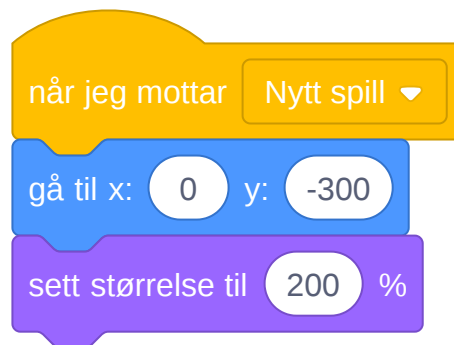 når jeg mottar Nytt spill
gå til x: 0 y: -300
sett størrelse til 200 %